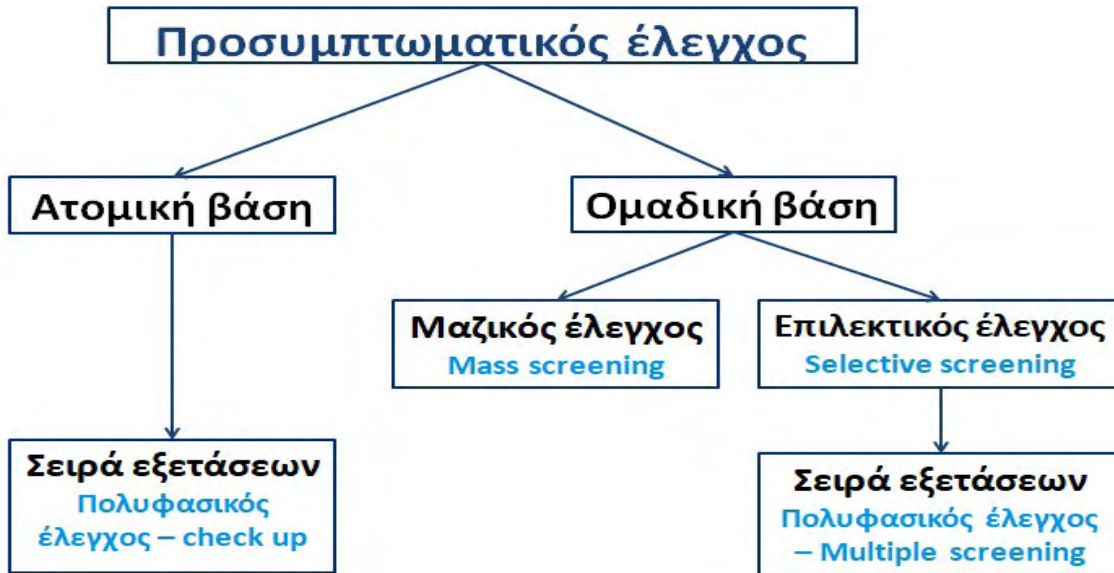 Προσυμπτωματικός έλεγχος
Ατομική βάση
Ομαδική βάση
Μαζικός έλεγχος
Mass screening
Επιλεκτικός έλεγχος
Selective screening
Σειρά εξετάσεων
Πολυφασικός
έλεγχος – check up
Σειρά εξετάσεων
Πολυφασικός έλεγχος
– Multiple screening